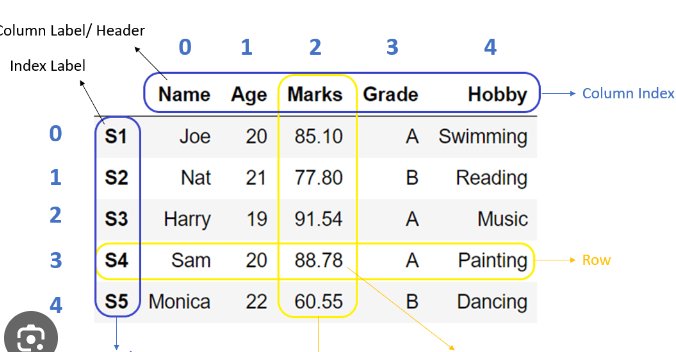 Column Label/ Header
0 1 2 3 4
Index Label
Name Age Marks Grade Hobby
Column Index
0 S1 Joe 20 85.10 A Swimming
1 S2 Nat 21 77.80 B Reading
2 S3 Harry 19 91.54 A Music
3 S4 Sam 20 88.78 A Painting
Row
4 S5 Monica 22 60.55 B Dancing